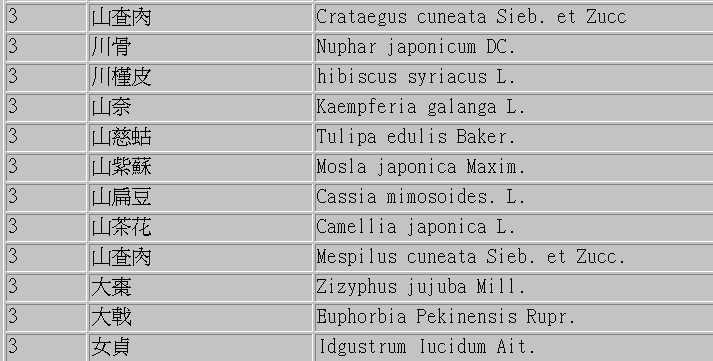 3 山查肉 Crataegus cuneata Sieb. et Zucc
3 川骨 Nuphar japonicum DC.
3 川槿皮 hibiscus syriacus L.
3 山奈 Kaempferia galanga L.
3 山慈蛄 Tulipa edulis Baker.
3 山紫蘇 Mosla japonica Maxim.
3 山扁豆 Cassia mimosoides. L.
3 山茶花 Camellia japonica L.
3 山查肉 Mespilus cuneata Sieb. et Zucc.
3 大棗 Zizyphus jujuba Mill.
3 大戟 Euphorbia Pekinensis Rupr.
3 女貞 Idgustrum Iucidum Ait.